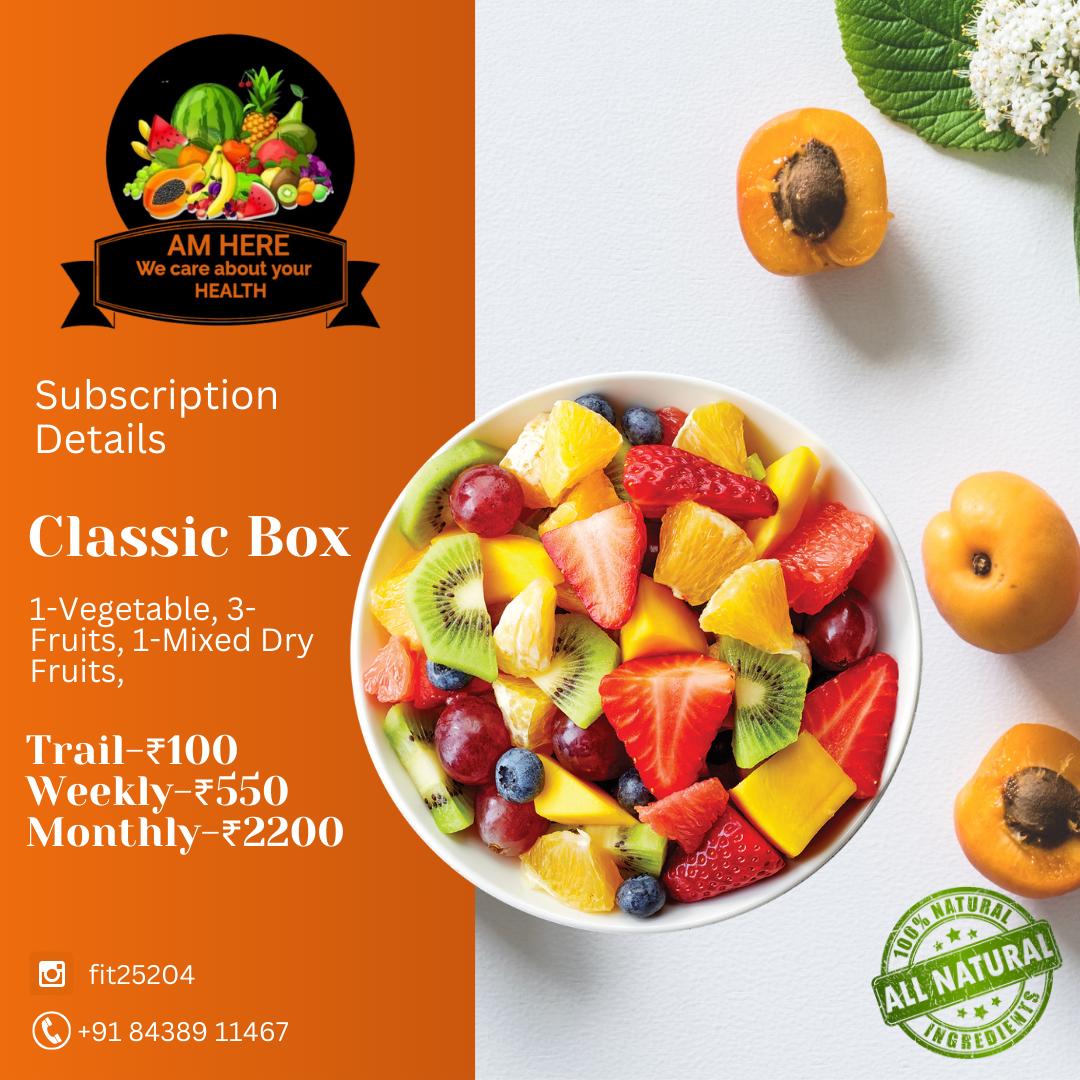 AM HERE
We care about your
HEALTH
Subscription
Details
Classic Box
1-Vegetable, 3-
Fruits, 1-Mixed Dry
Fruits,
Trail-₹100
Weekly-₹550
Monthly-₹2200
fit25204
+91 84389 11467
100% NATURAL
ALL NATURAL
INGREDIENTS